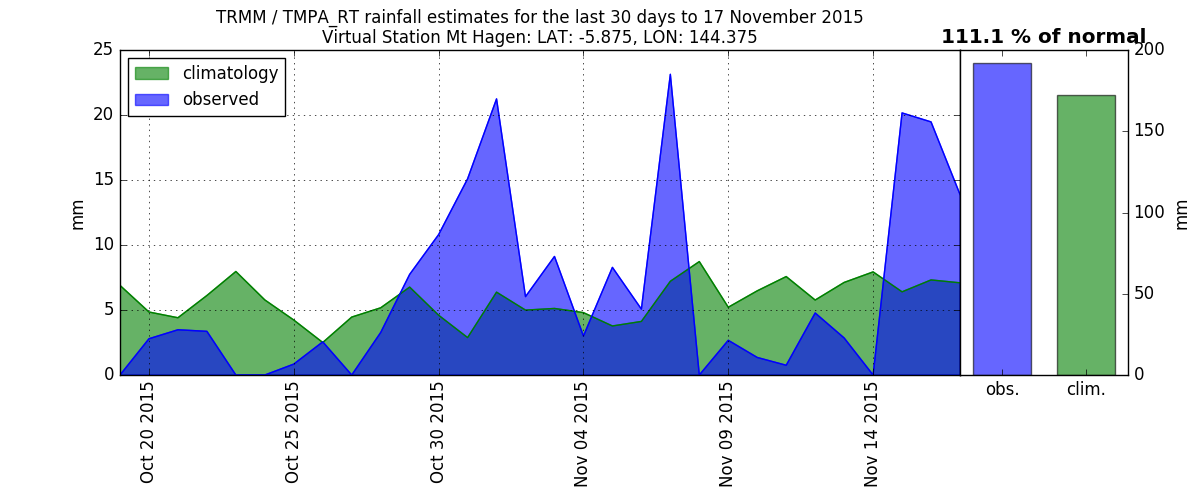 TRMM / TMPA_RT rainfall estimates for the last 30 days to 17 November 2015
Virtual Station Mt Hagen: LAT: -5.875, LON: 144.375
111.1 % of normal
climatology
observed
25
20
15
10
5
0
mm
Oct 20 2015
Oct 25 2015
Oct 30 2015
Nov 04 2015
Nov 09 2015
Nov 14 2015
obs.
clim.
200
150
100
50
0
mm